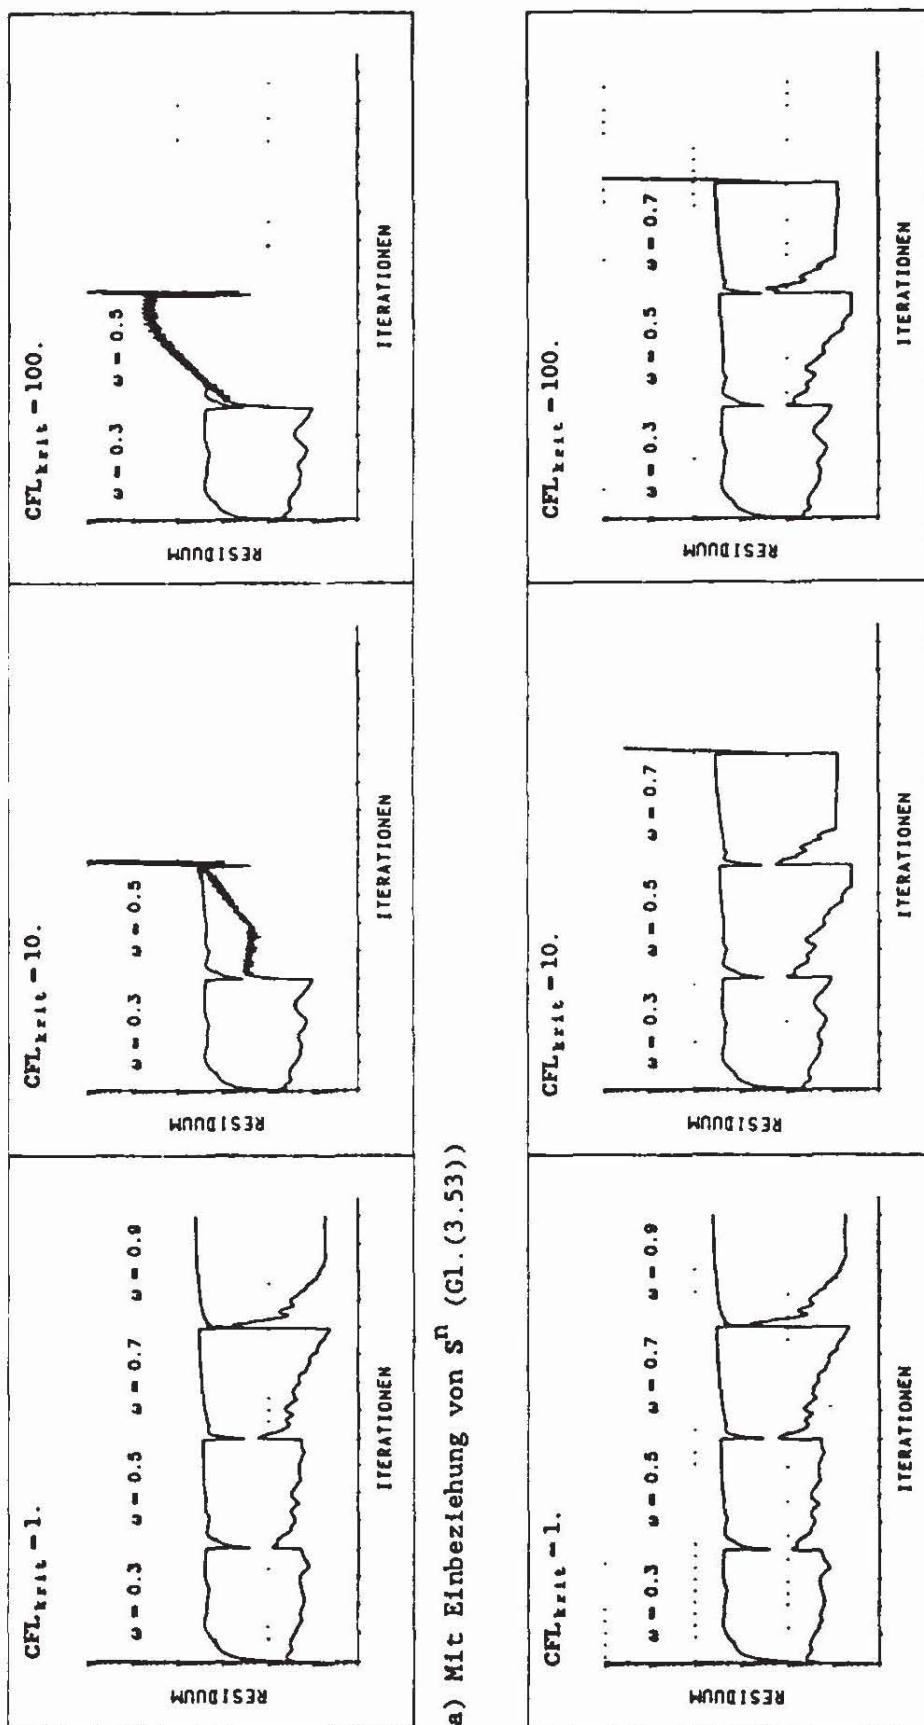 CFLkrit = 1.
ω = 0.3 ω = 0.5 ω = 0.7 ω = 0.9
RESIDUUM
ITERATIONEN
CFLkrit = 10.
ω = 0.3 ω = 0.5
RESIDUUM
ITERATIONEN
CFLkrit = 100.
ω = 0.3 ω = 0.5
RESIDUUM
ITERATIONEN
a) Mit Einbeziehung von Sⁿ (Gl.(3.53))
CFLkrit = 1.
ω = 0.3 ω = 0.5 ω = 0.7 ω = 0.9
RESIDUUM
ITERATIONEN
CFLkrit = 10.
ω = 0.3 ω = 0.5 ω = 0.7
RESIDUUM
ITERATIONEN
CFLkrit = 100.
ω = 0.3 ω = 0.5 ω = 0.7
RESIDUUM
ITERATIONEN